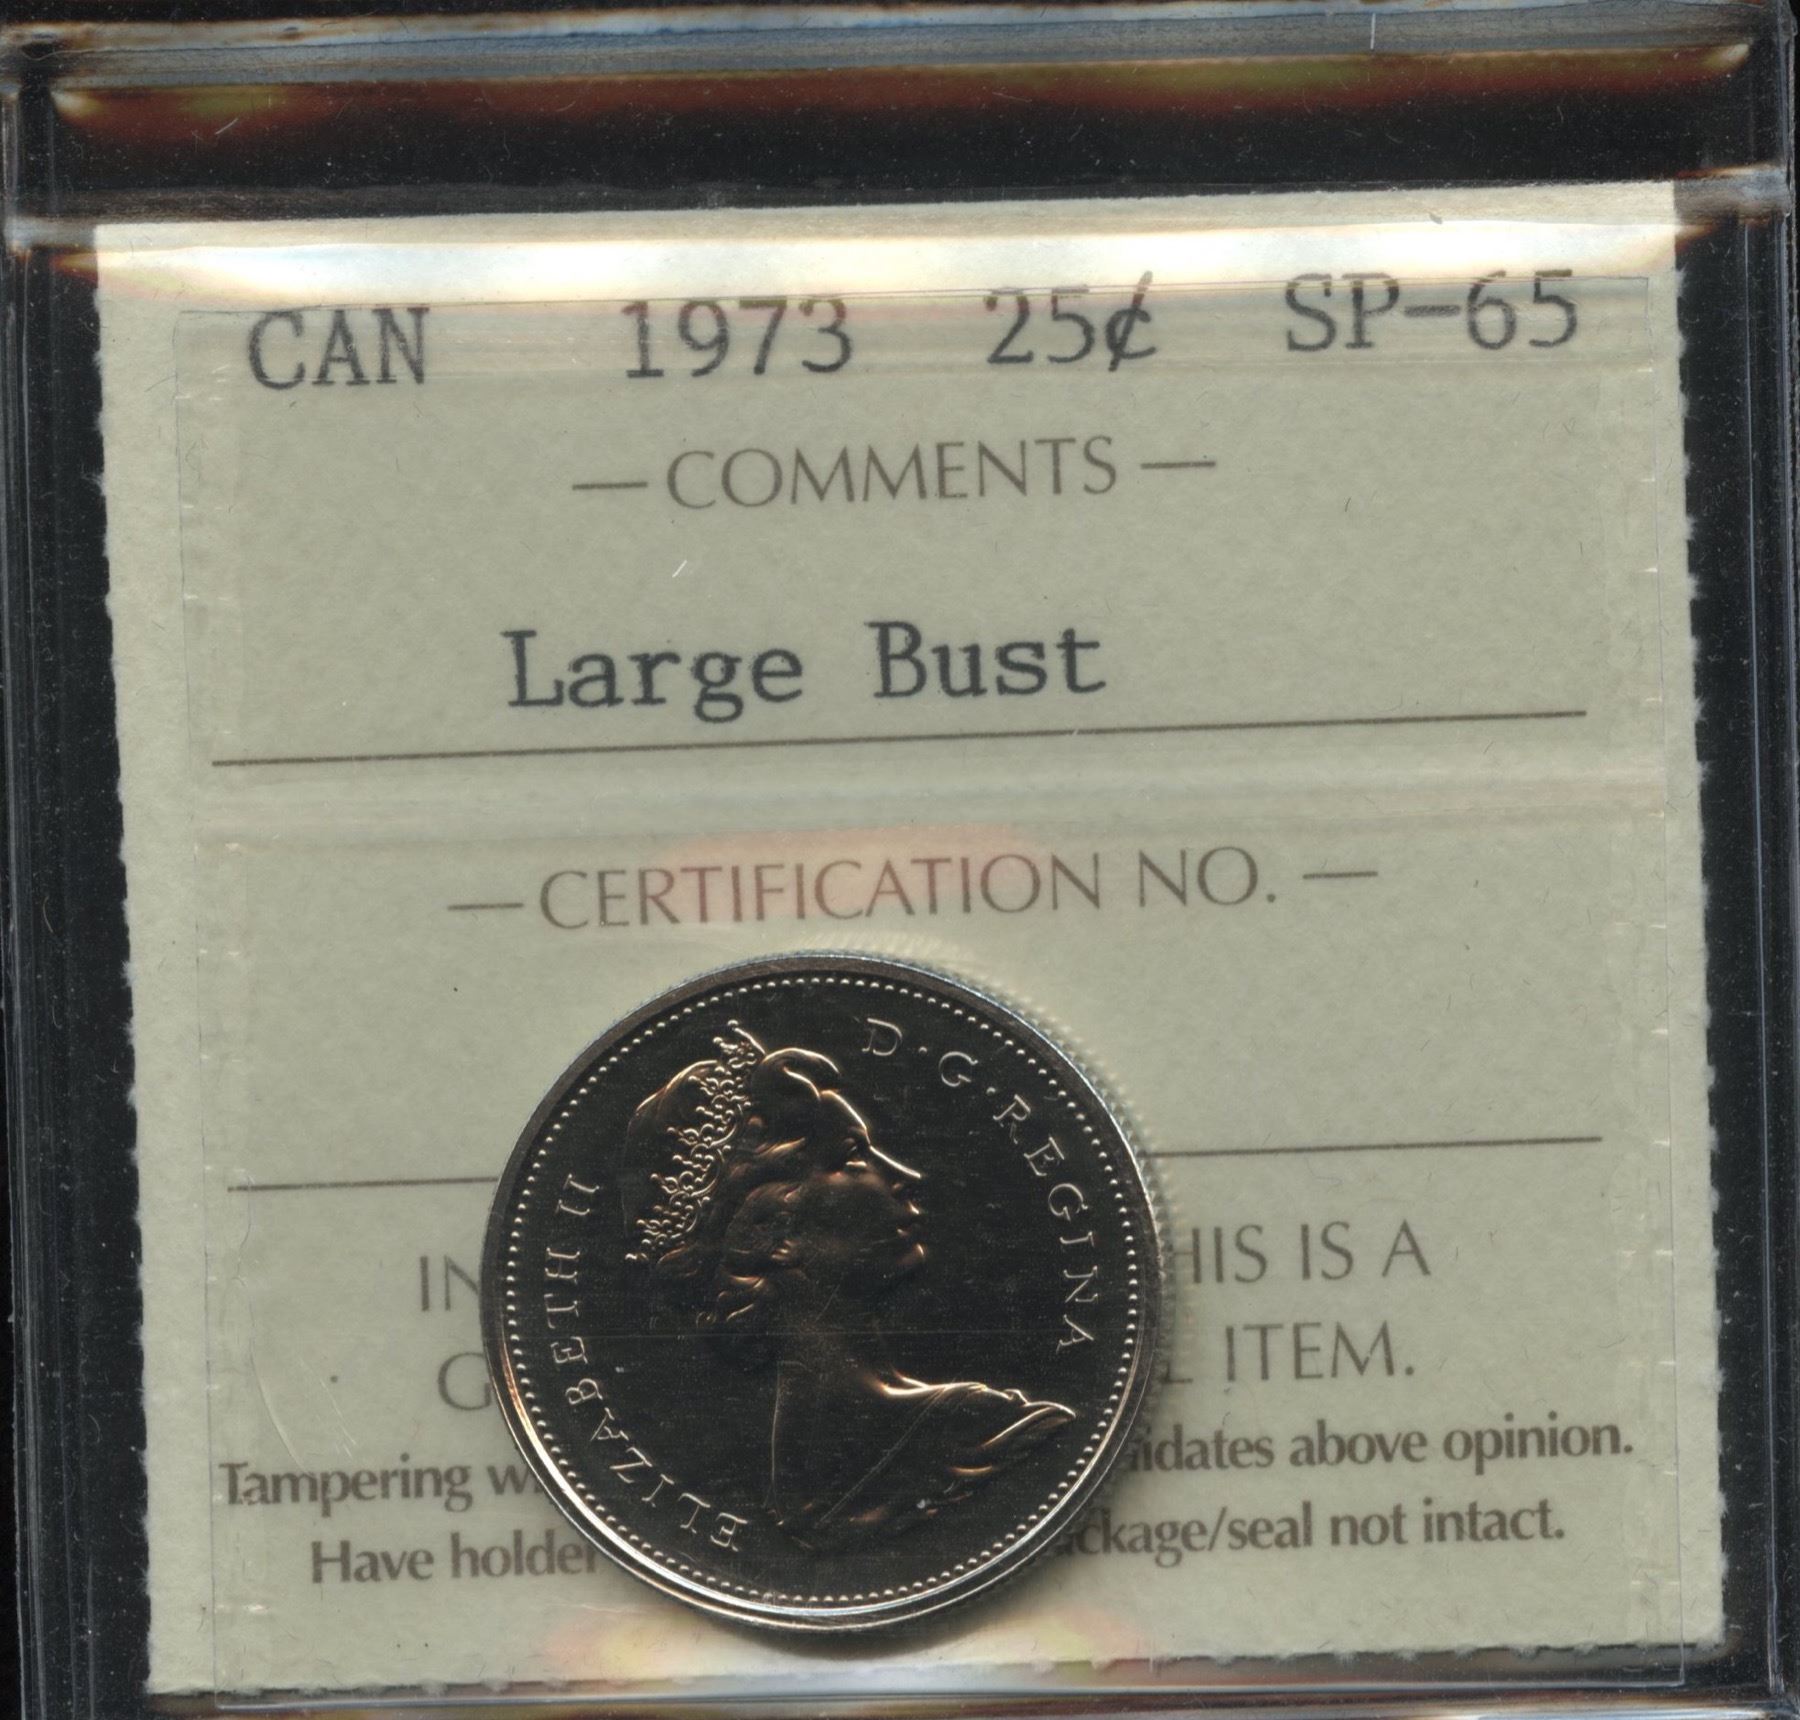 CAN 1973 25¢ SP-65
— COMMENTS —
Large Bust
— CERTIFICATION NO. —
ELIZABETH II D·G·REGINA
IN HIS IS A
G L ITEM.
Tampering w idates above opinion.
Have holder ckage/seal not intact.